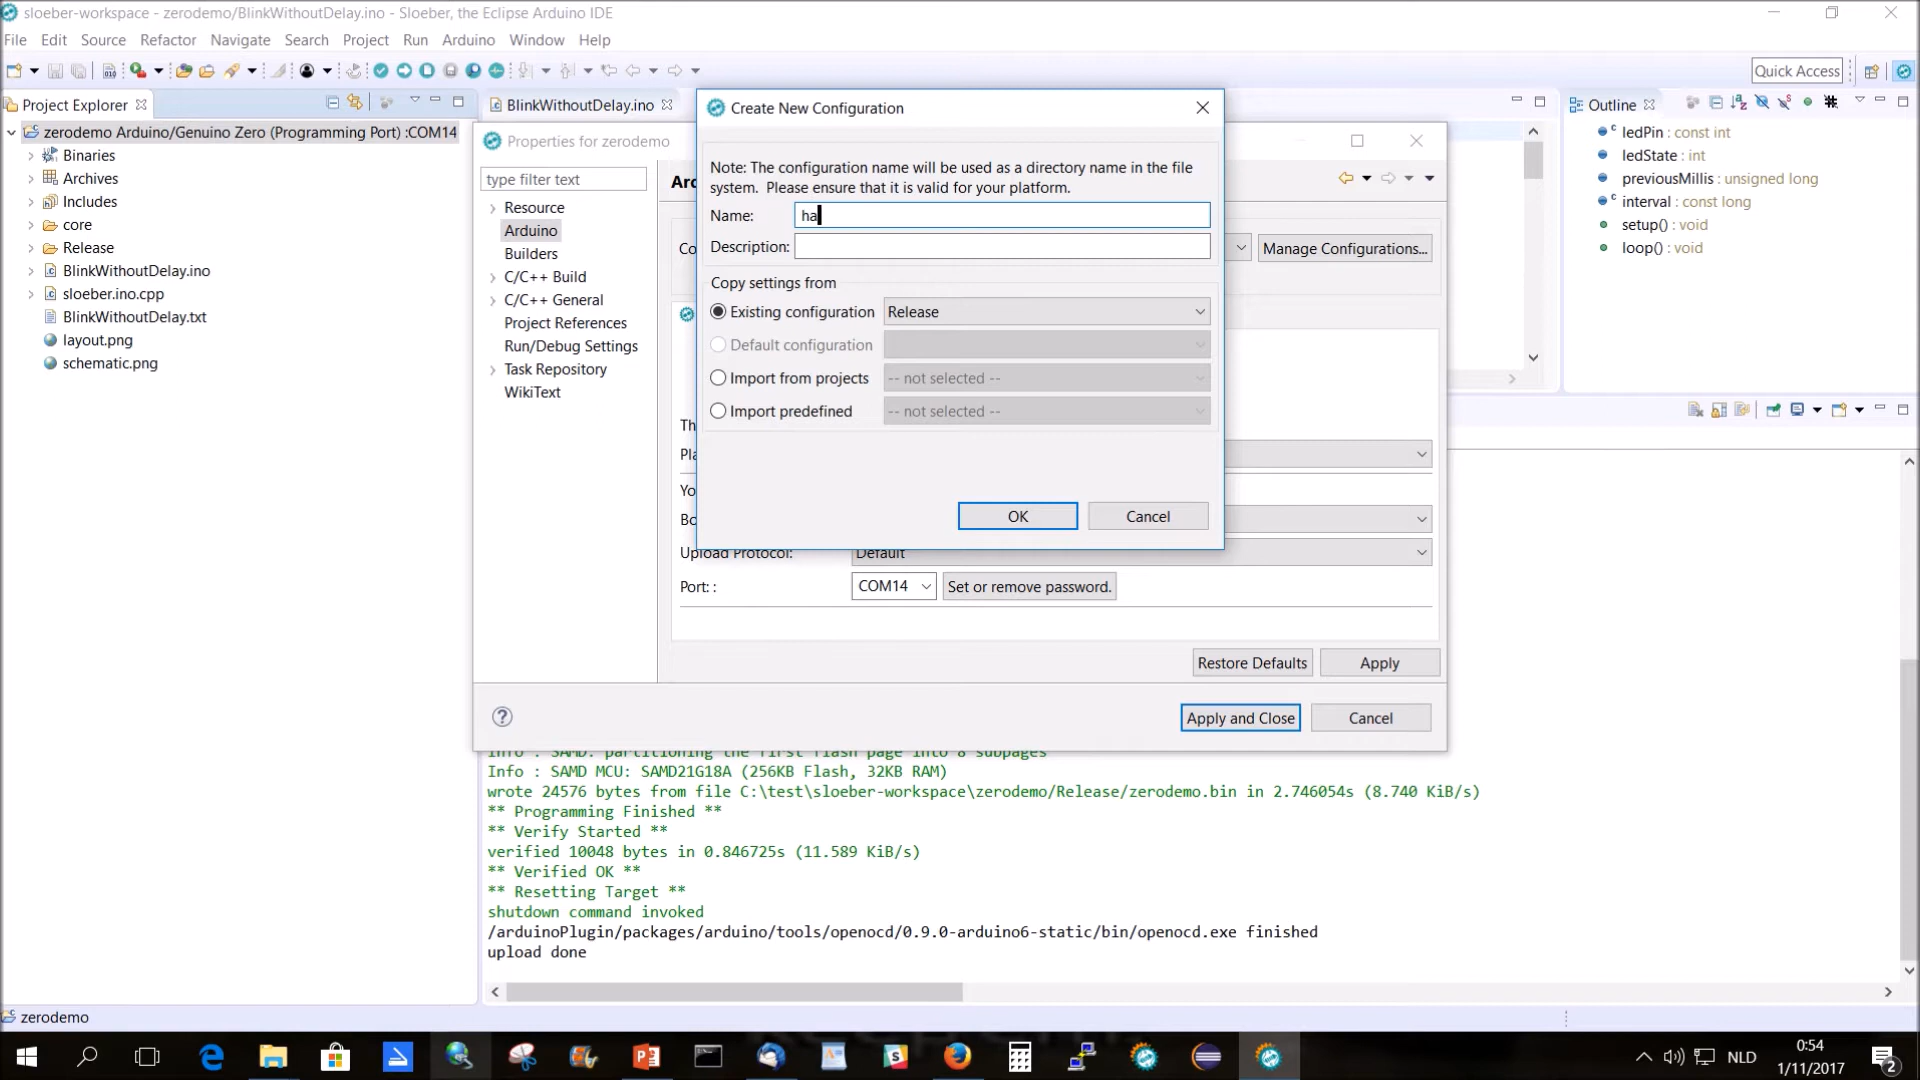 sloeber-workspace - zerodemo/BlinkWithoutDelay.ino - Sloeber, the Eclipse Arduino IDE
File Edit Source Refactor Navigate Search Project Run Arduino Window Help
Quick Access
Project Explorer
zerodemo Arduino/Genuino Zero (Programming Port) :COM14
Binaries
Archives
Includes
core
Release
BlinkWithoutDelay.ino
sloeber.ino.cpp
BlinkWithoutDelay.txt
layout.png
schematic.png
BlinkWithoutDelay.ino
Properties for zerodemo
type filter text
Resource
Arduino
Builders
C/C++ Build
C/C++ General
Project References
Run/Debug Settings
Task Repository
WikiText
Manage Configurations...
Upload Protocol: Default
Port: : COM14 Set or remove password.
Restore Defaults Apply
Apply and Close Cancel
Create New Configuration
Note: The configuration name will be used as a directory name in the file
system.  Please ensure that it is valid for your platform.
Name: ha
Description:
Copy settings from
Existing configuration Release
Default configuration
Import from projects -- not selected --
Import predefined -- not selected --
OK Cancel
Outline
ledPin : const int
ledState : int
previousMillis : unsigned long
interval : const long
setup() : void
loop() : void
Info : SAMD: partitioning the first flash page into 8 subpages
Info : SAMD MCU: SAMD21G18A (256KB Flash, 32KB RAM)
wrote 24576 bytes from file C:\test\sloeber-workspace\zerodemo/Release/zerodemo.bin in 2.746054s (8.740 KiB/s)
** Programming Finished **
** Verify Started **
verified 10048 bytes in 0.846725s (11.589 KiB/s)
** Verified OK **
** Resetting Target **
shutdown command invoked
/arduinoPlugin/packages/arduino/tools/openocd/0.9.0-arduino6-static/bin/openocd.exe finished
upload done
zerodemo
NLD
0:54
1/11/2017
2